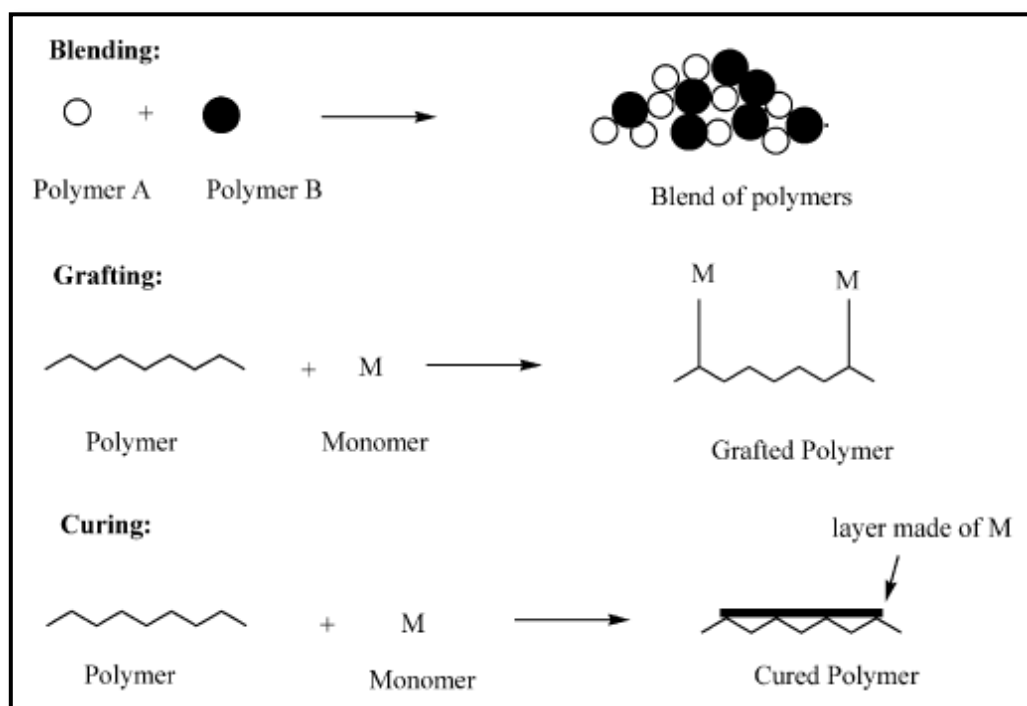 Blending:
+
Polymer A
Polymer B
Blend of polymers
Grafting:
M
M
+
M
Polymer
Monomer
Grafted Polymer
Curing:
layer made of M
+
M
Polymer
Monomer
Cured Polymer